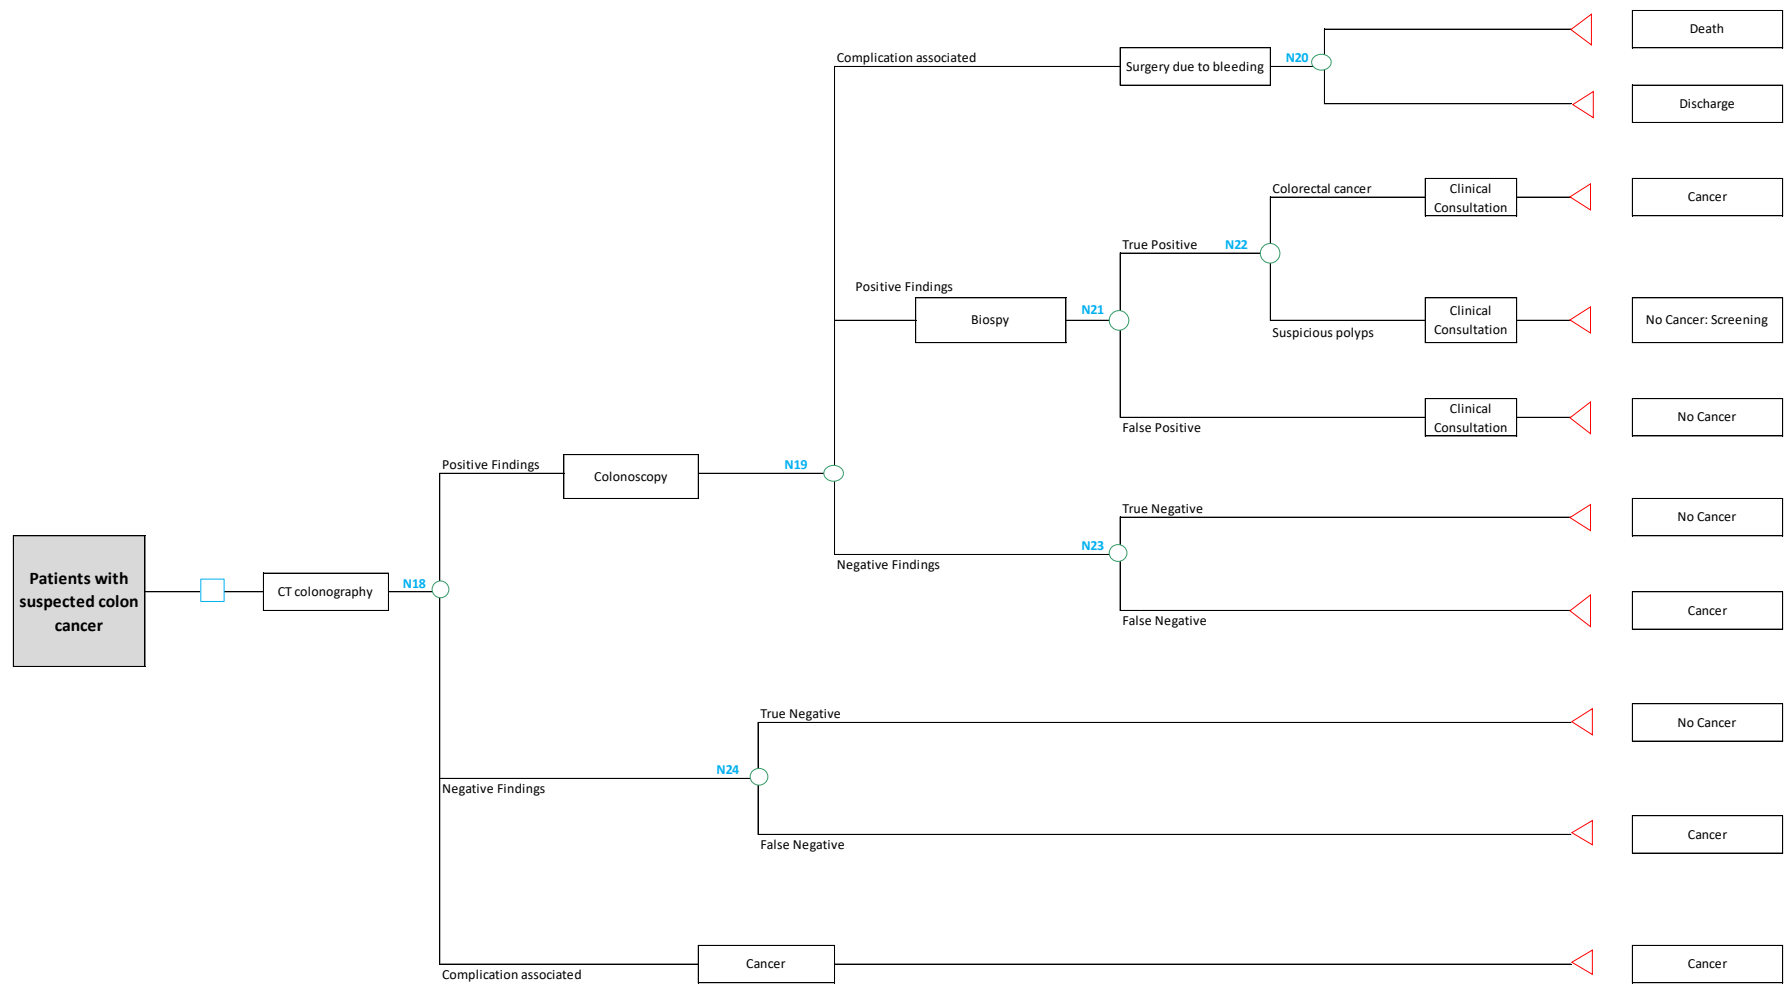 Death
Complication associated
Surgery due to bleeding
N20
Discharge
Colorectal cancer
Clinical
Consultation
Cancer
True Positive
N22
Positive Findings
Biospy
N21
Suspicious polyps
Clinical
Consultation
No Cancer: Screening
False Positive
Clinical
Consultation
No Cancer
Positive Findings
Colonoscopy
N19
True Negative
No Cancer
N23
Negative Findings
False Negative
Cancer
Patients with
suspected colon
cancer
CT colonography
N18
True Negative
No Cancer
N24
Negative Findings
False Negative
Cancer
Complication associated
Cancer
Cancer